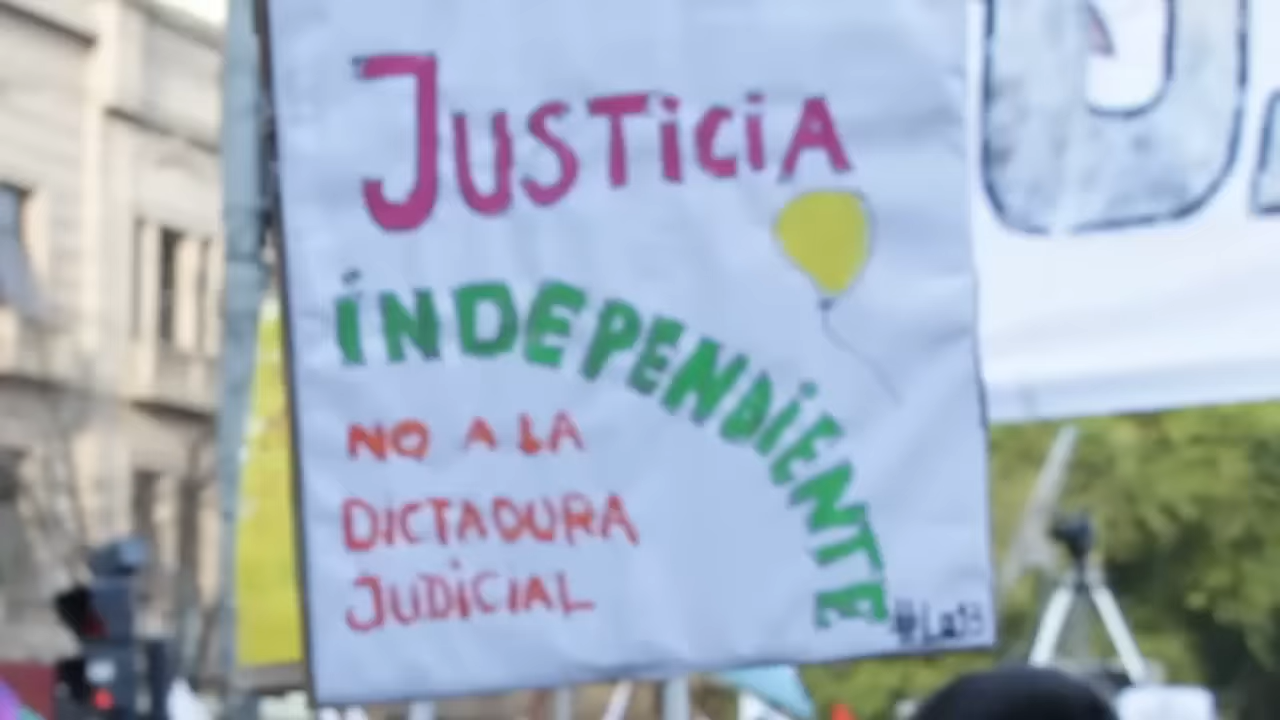 JUSTiCiA
iNDEPENDiENTE
NO A LA
DICTADURA
JUDiCIAL